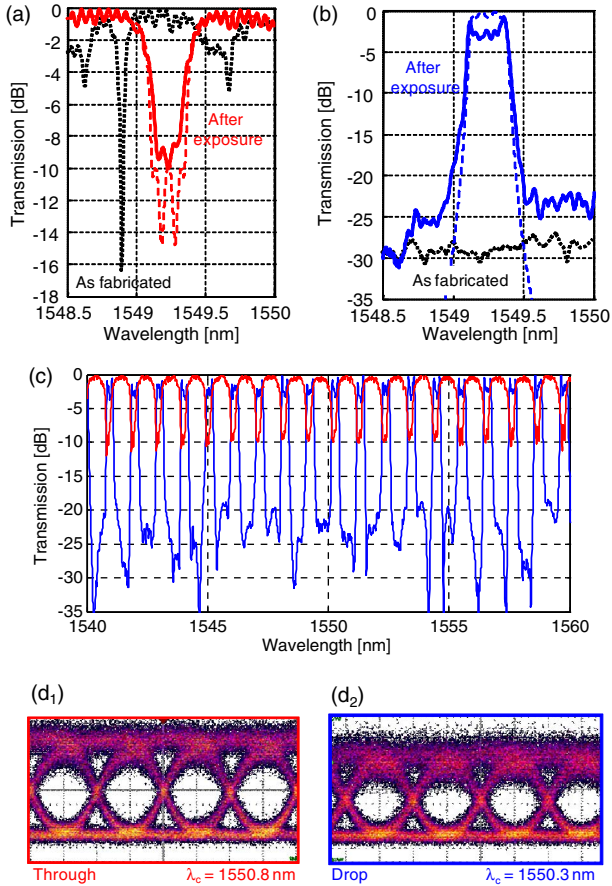 (a)
0
-2
-4
-6
-8
-10
-12
-14
-16
-18
Transmission [dB]
After
exposure
As fabricated
1548.5
1549
1549.5
1550
Wavelength [nm]
(b)
0
-5
-10
-15
-20
-25
-30
-35
Transmission [dB]
After
exposure
As fabricated
1548.5
1549
1549.5
1550
Wavelength [nm]
(c)
0
-5
-10
-15
-20
-25
-30
-35
Transmission [dB]
1540
1545
1550
1555
1560
Wavelength [nm]
(d₁)
Through
λc = 1550.8 nm
(d₂)
Drop
λc = 1550.3 nm